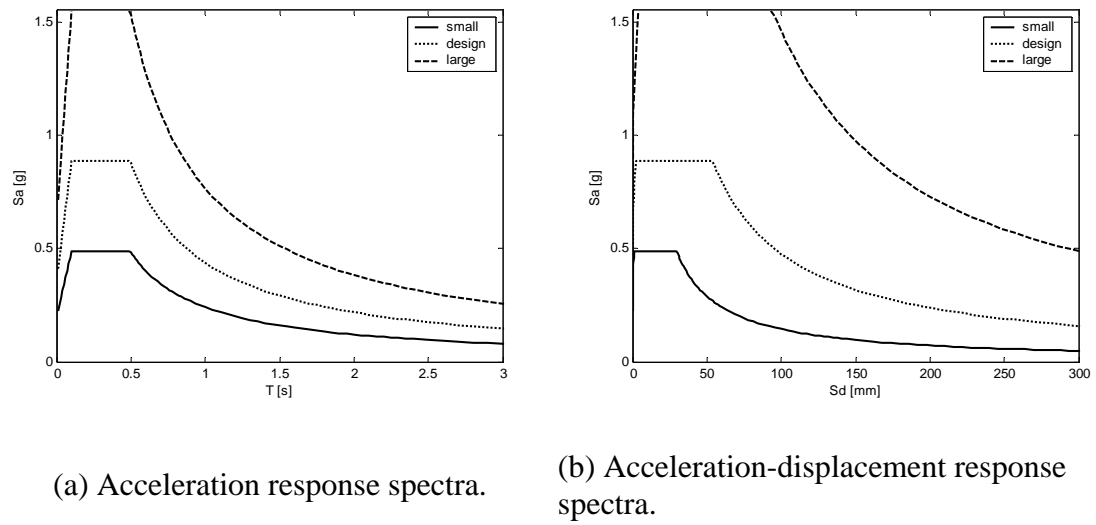 1.5
1
0.5
0
Sa [g]
0 0.5 1 1.5 2 2.5 3
T [s]
small
design
large
1.5
1
0.5
0
Sa [g]
0 50 100 150 200 250 300
Sd [mm]
small
design
large
(a) Acceleration response spectra.
(b) Acceleration-displacement response
spectra.